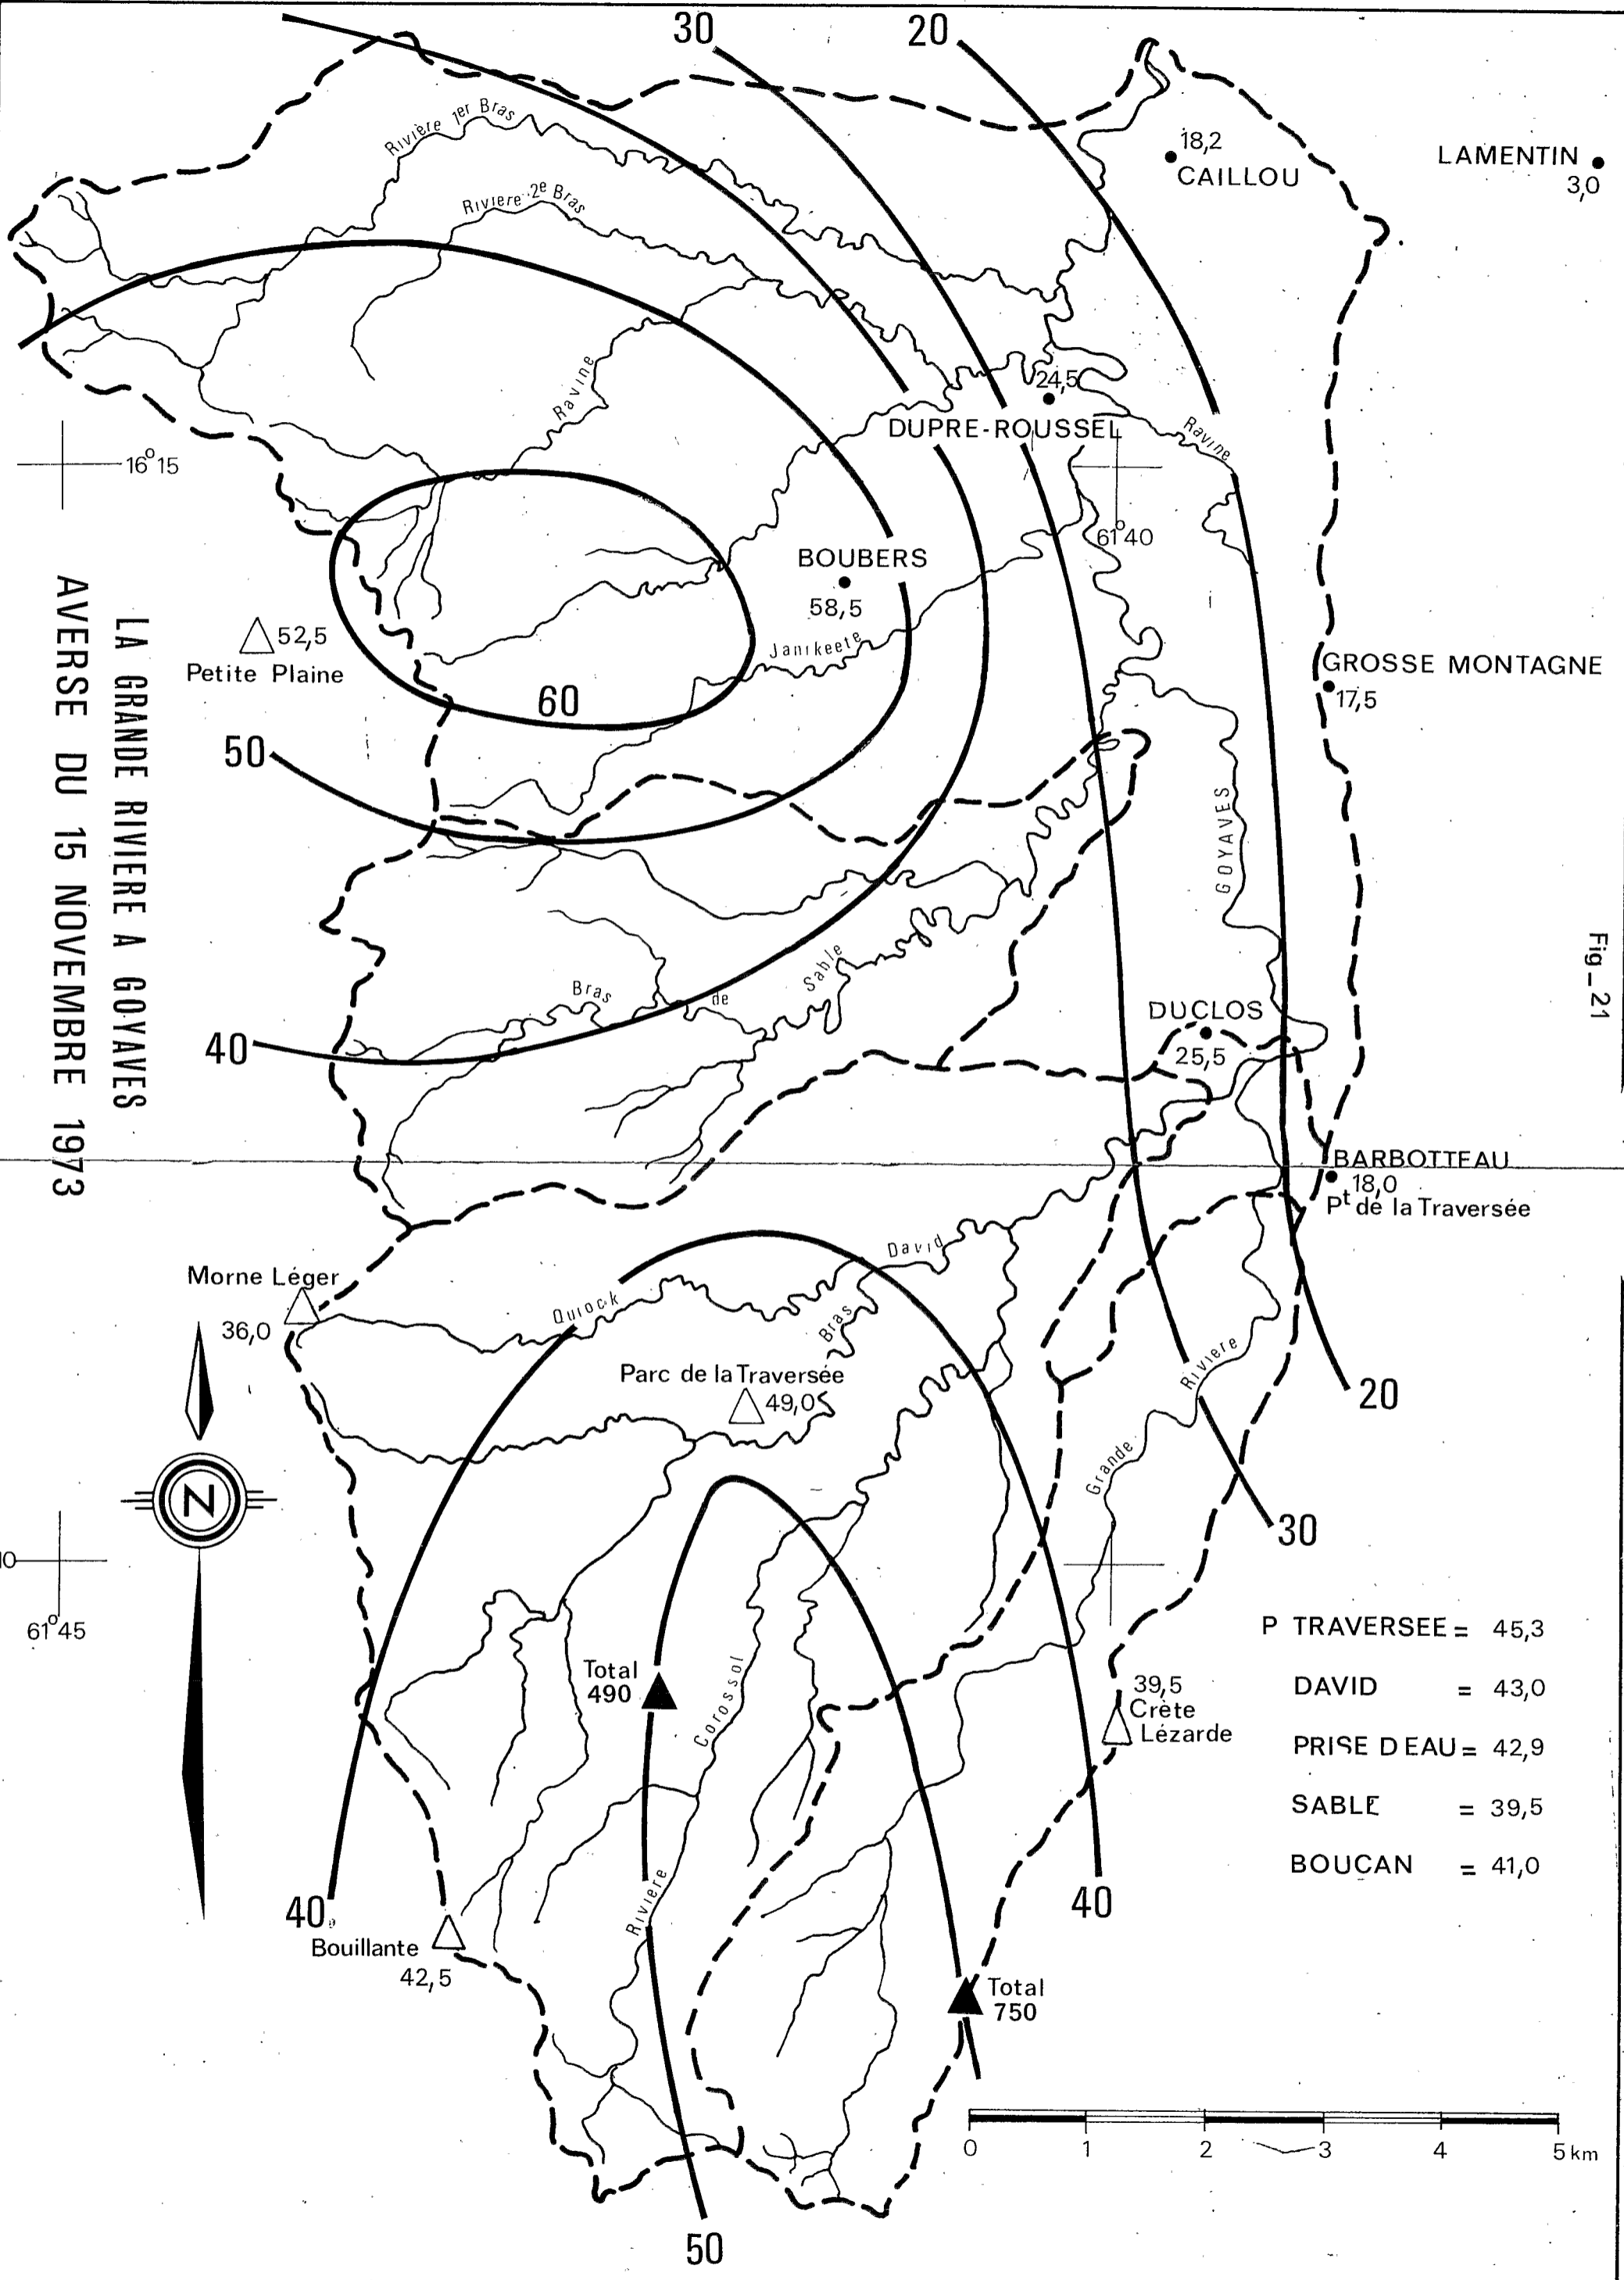 30
20
Rivière 1er Bras
18,2
CAILLOU
LAMENTIN
3,0
Riviere 2e Bras
Ravine
24,5
DUPRE-ROUSSEL
Ravine
16°15
61°40
BOUBERS
58,5
52,5
Petite Plaine
Janikeete
GROSSE MONTAGNE
17,5
60
50
LA GRANDE RIVIERE A GOYAVES
AVERSE DU 15 NOVEMBRE 1973
GOYAVES
Fig_21
Bras de Sable
DUCLOS
25,5
40
BARBOTTEAU
18,0
Pt de la Traversée
Morne Léger
36,0
Quiock
David
Bras
Parc de la Traversée
49,0
Riviere
Grande
20
N
30
10
61°45
P TRAVERSEE = 45,3
DAVID = 43,0
PRISE D EAU = 42,9
SABLE = 39,5
BOUCAN = 41,0
Total
490
Corossol
Riviere
39,5
Crète
Lézarde
40
40
Bouillante
42,5
Total
750
0 1 2 3 4 5 km
50